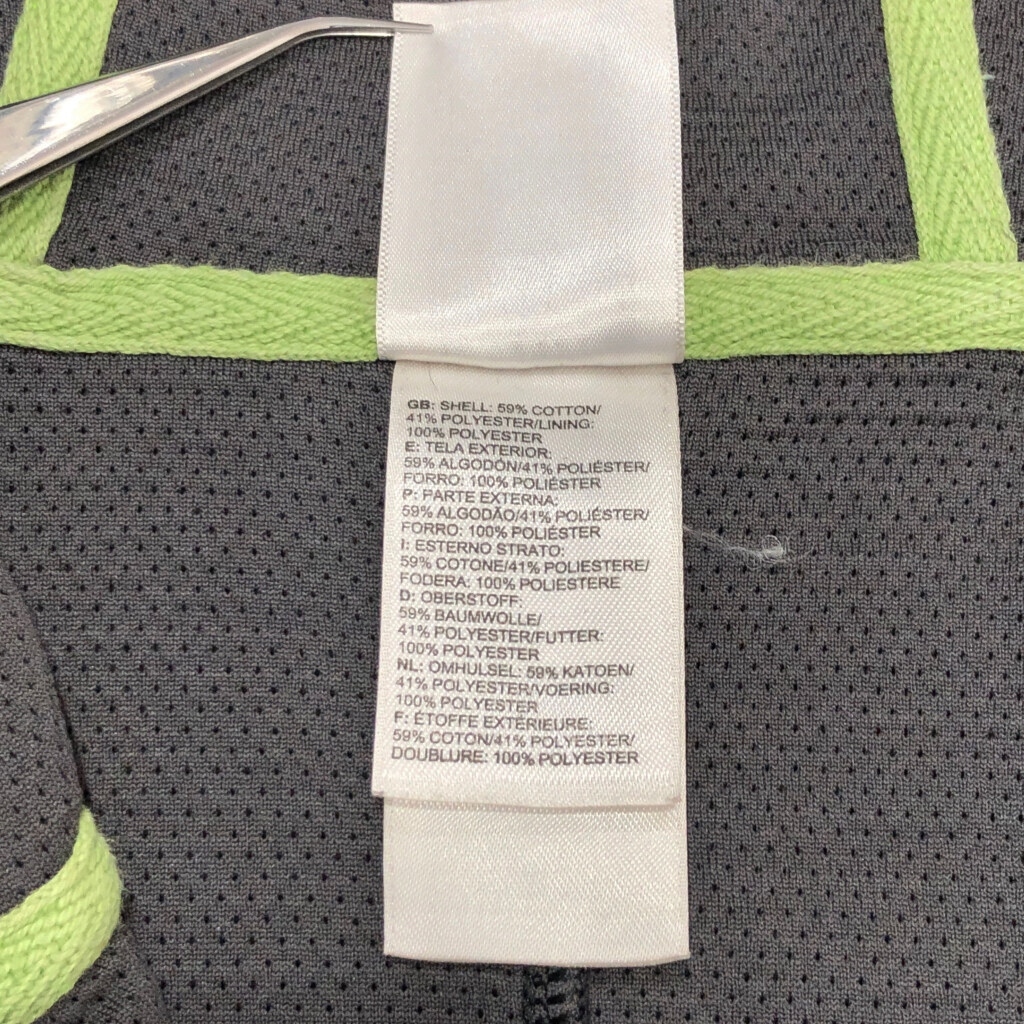 GB: SHELL: 59% COTTON/
41% POLYESTER/LINING:
100% POLYESTER
E: TELA EXTERIOR:
59% ALGODÓN/41% POLIÉSTER/
FORRO: 100% POLIÉSTER
P: PARTE EXTERNA:
59% ALGODÃO/41% POLIÉSTER/
FORRO: 100% POLIÉSTER
I: ESTERNO STRATO:
59% COTONE/41% POLIESTERE/
FODERA: 100% POLIESTERE
D: OBERSTOFF:
59% BAUMWOLLE/
41% POLYESTER/FUTTER:
100% POLYESTER
NL: OMHULSEL: 59% KATOEN/
41% POLYESTER/VOERING:
100% POLYESTER
F: ÉTOFFE EXTÉRIEURE:
59% COTON/41% POLYESTER/
DOUBLURE: 100% POLYESTER